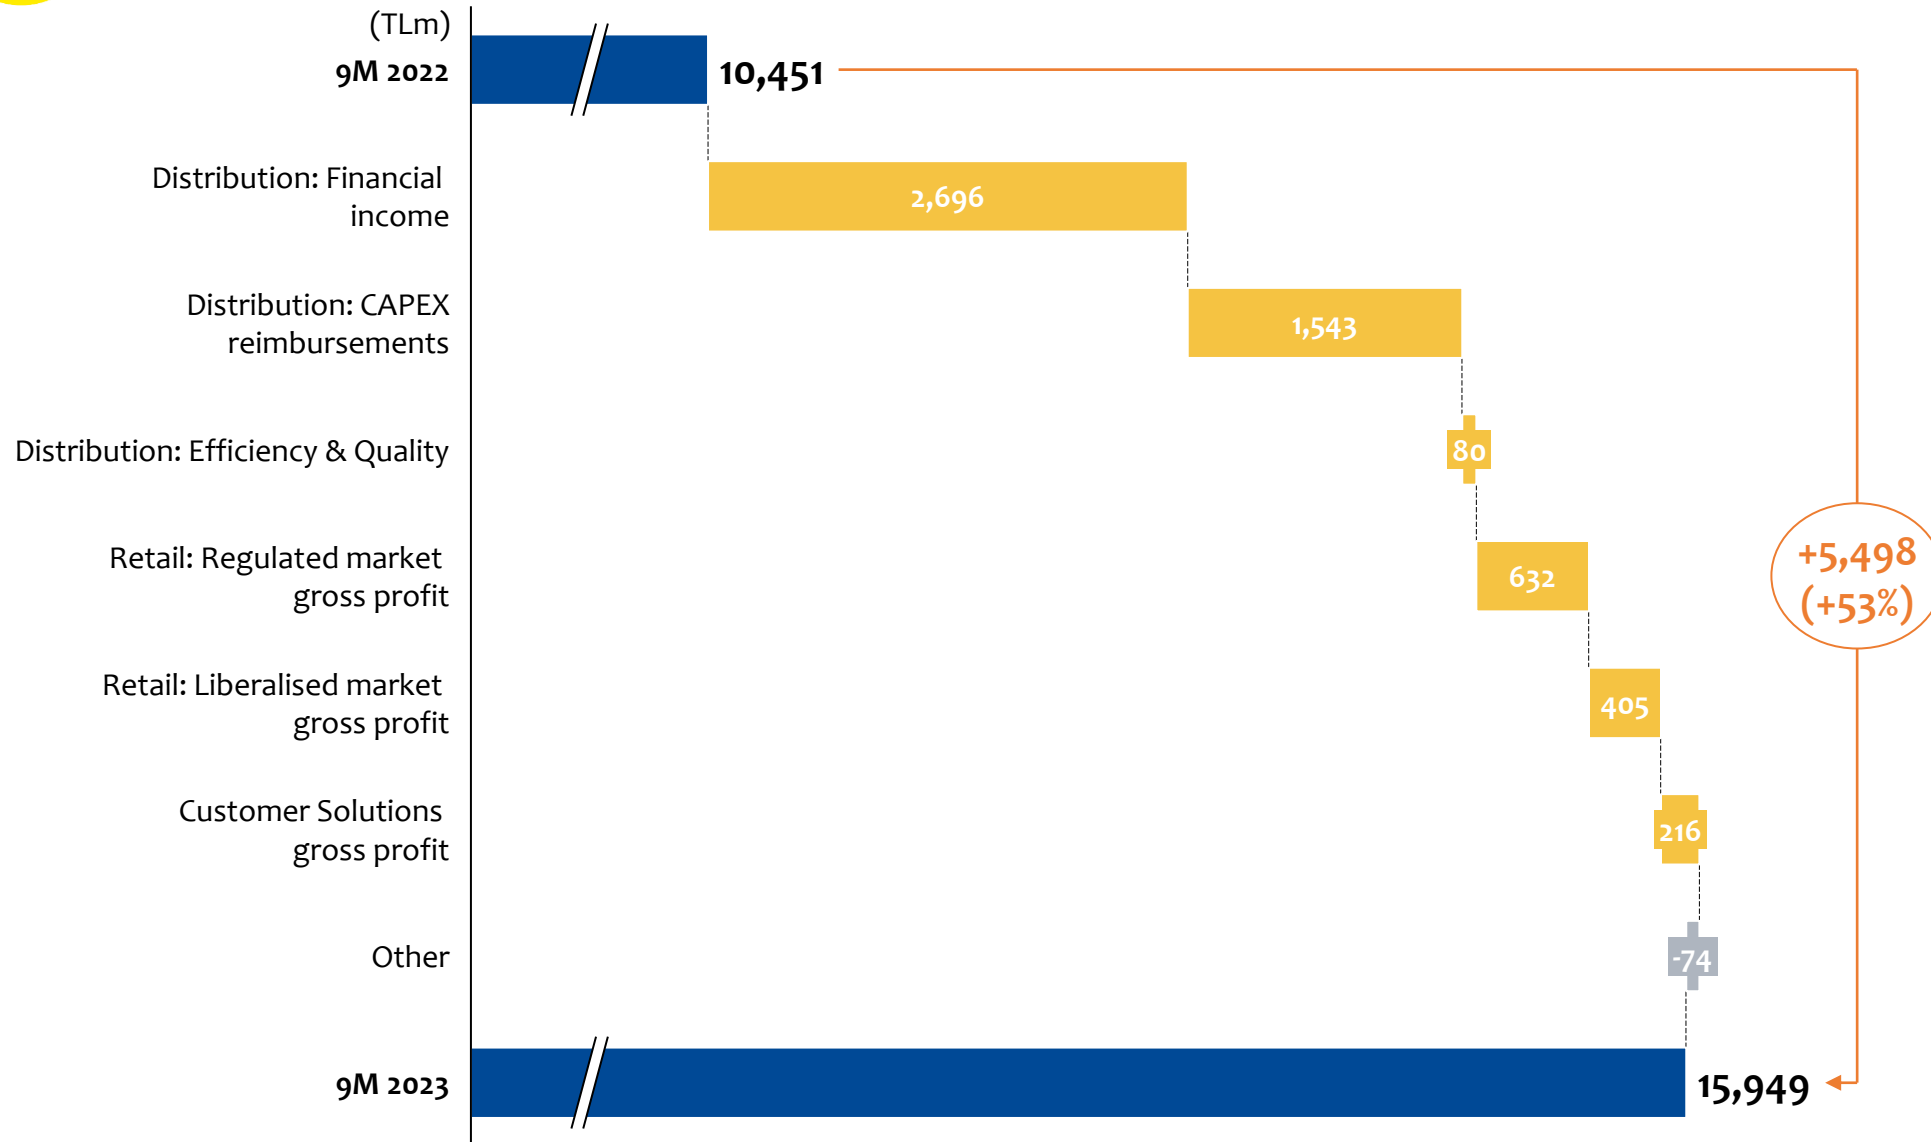 (TLm)
9M 2022
10,451
Distribution: Financial
income
2,696
Distribution: CAPEX
reimbursements
1,543
Distribution: Efficiency & Quality
80
Retail: Regulated market
gross profit
632
+5,498
(+53%)
Retail: Liberalised market
gross profit
405
Customer Solutions
gross profit
216
Other
-74
9M 2023
15,949